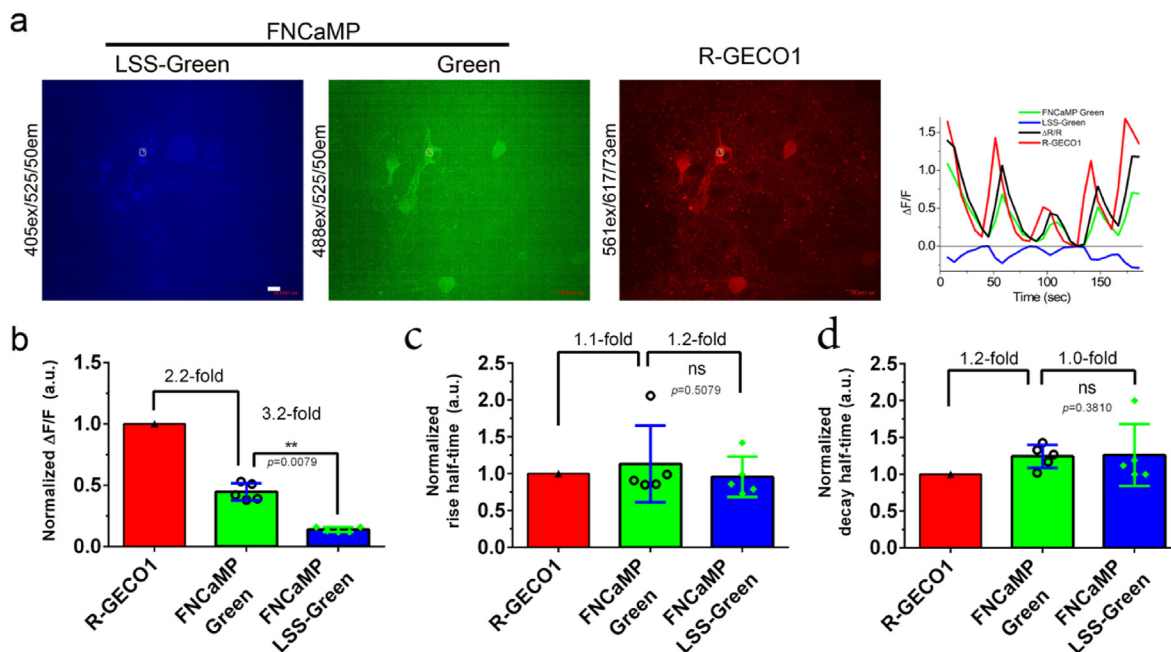 a
FNCaMP
LSS-Green
Green
R-GECO1
405ex/525/50em
488ex/525/50em
561ex/617/73em
FNCaMP Green
LSS-Green
ΔR/R
R-GECO1
ΔF/F
1.5
1.0
0.5
0.0
0 50 100 150
Time (sec)
b
Normalized ΔF/F (a.u.)
1.5
1.0
0.5
0.0
2.2-fold
3.2-fold
**
p=0.0079
R-GECO1
FNCaMP Green
FNCaMP LSS-Green
c
Normalized
rise half-time (a.u.)
2.5
2.0
1.5
1.0
0.5
0.0
1.1-fold
1.2-fold
ns
p=0.5079
R-GECO1
FNCaMP Green
FNCaMP LSS-Green
d
Normalized
decay half-time (a.u.)
2.5
2.0
1.5
1.0
0.5
0.0
1.2-fold
1.0-fold
ns
p=0.3810
R-GECO1
FNCaMP Green
FNCaMP LSS-Green